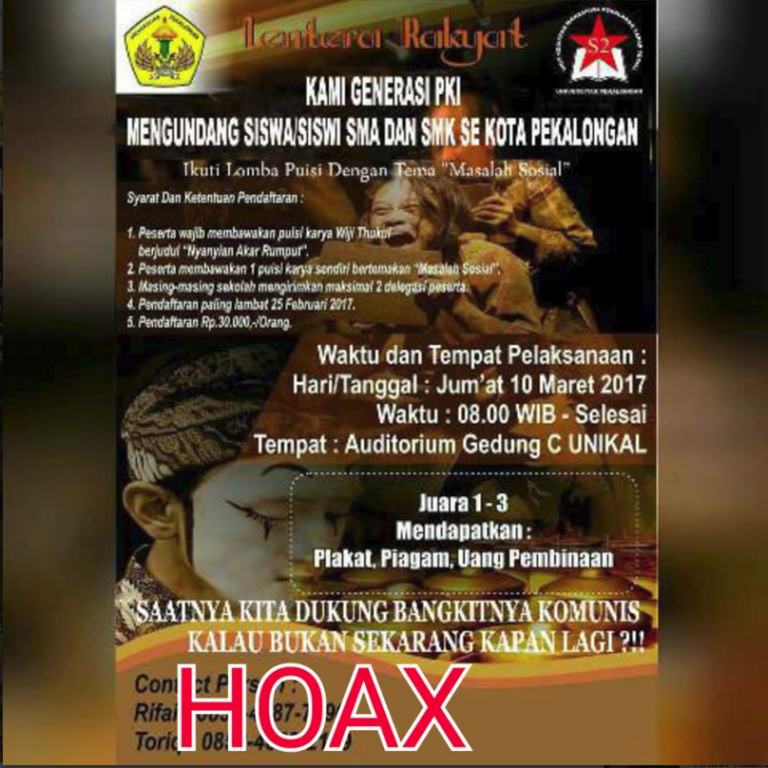 Lentera Rakyat
S2
UNIVERSITAS PEKALONGAN
KAMI GENERASI PKI
MENGUNDANG SISWA/SISWI SMA DAN SMK SE KOTA PEKALONGAN
Ikuti Lomba Puisi Dengan Tema "Masalah Sosial"
Syarat Dan Ketentuan Pendaftaran :
1. Peserta wajib membawakan puisi karya Wiji Thukul
berjudul "Nyanyian Akar Rumput".
2. Peserta membawakan 1 puisi karya sendiri bertemakan "Masalah Sosial".
3. Masing-masing sekolah mengirimkan maksimal 2 delegasi peserta.
4. Pendaftaran paling lambat 25 Februari 2017.
5. Pendaftaran Rp.30.000,-/Orang.
Waktu dan Tempat Pelaksanaan :
Hari/Tanggal : Jum'at 10 Maret 2017
Waktu : 08.00 WIB - Selesai
Tempat : Auditorium Gedung C UNIKAL
Juara 1 - 3
Mendapatkan :
Plakat, Piagam, Uang Pembinaan
SAATNYA KITA DUKUNG BANGKITNYA KOMUNIS
KALAU BUKAN SEKARANG KAPAN LAGI ?!!
HOAX